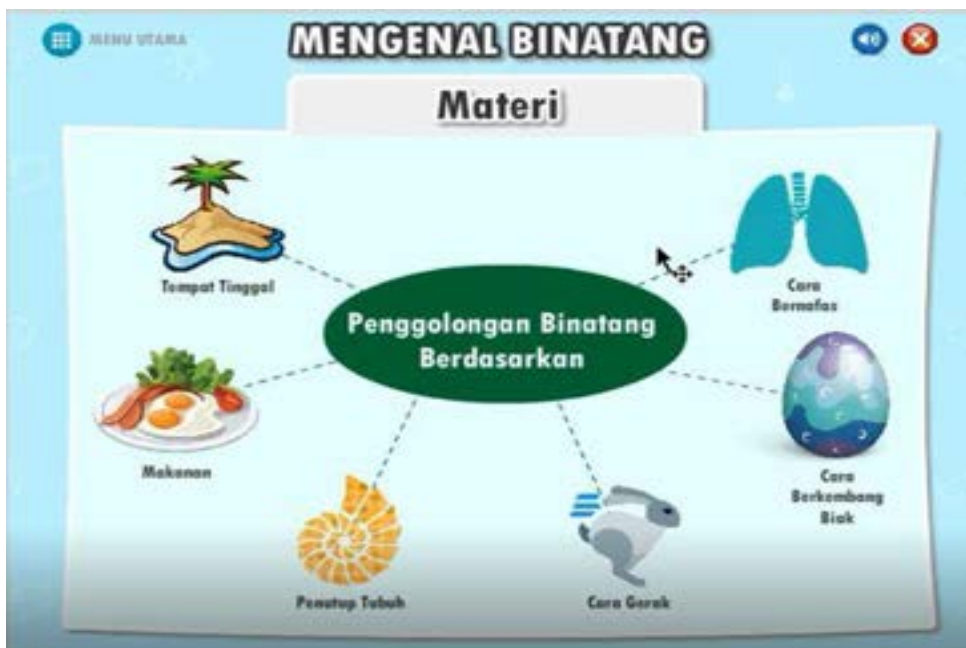 MENU UTAMA
MENGENAL BINATANG
Materi
Tempat Tinggal
Cara
Bernafas
Penggolongan Binatang
Berdasarkan
Makanan
Cara
Berkembang
Biak
Penutup Tubuh
Cara Gerak